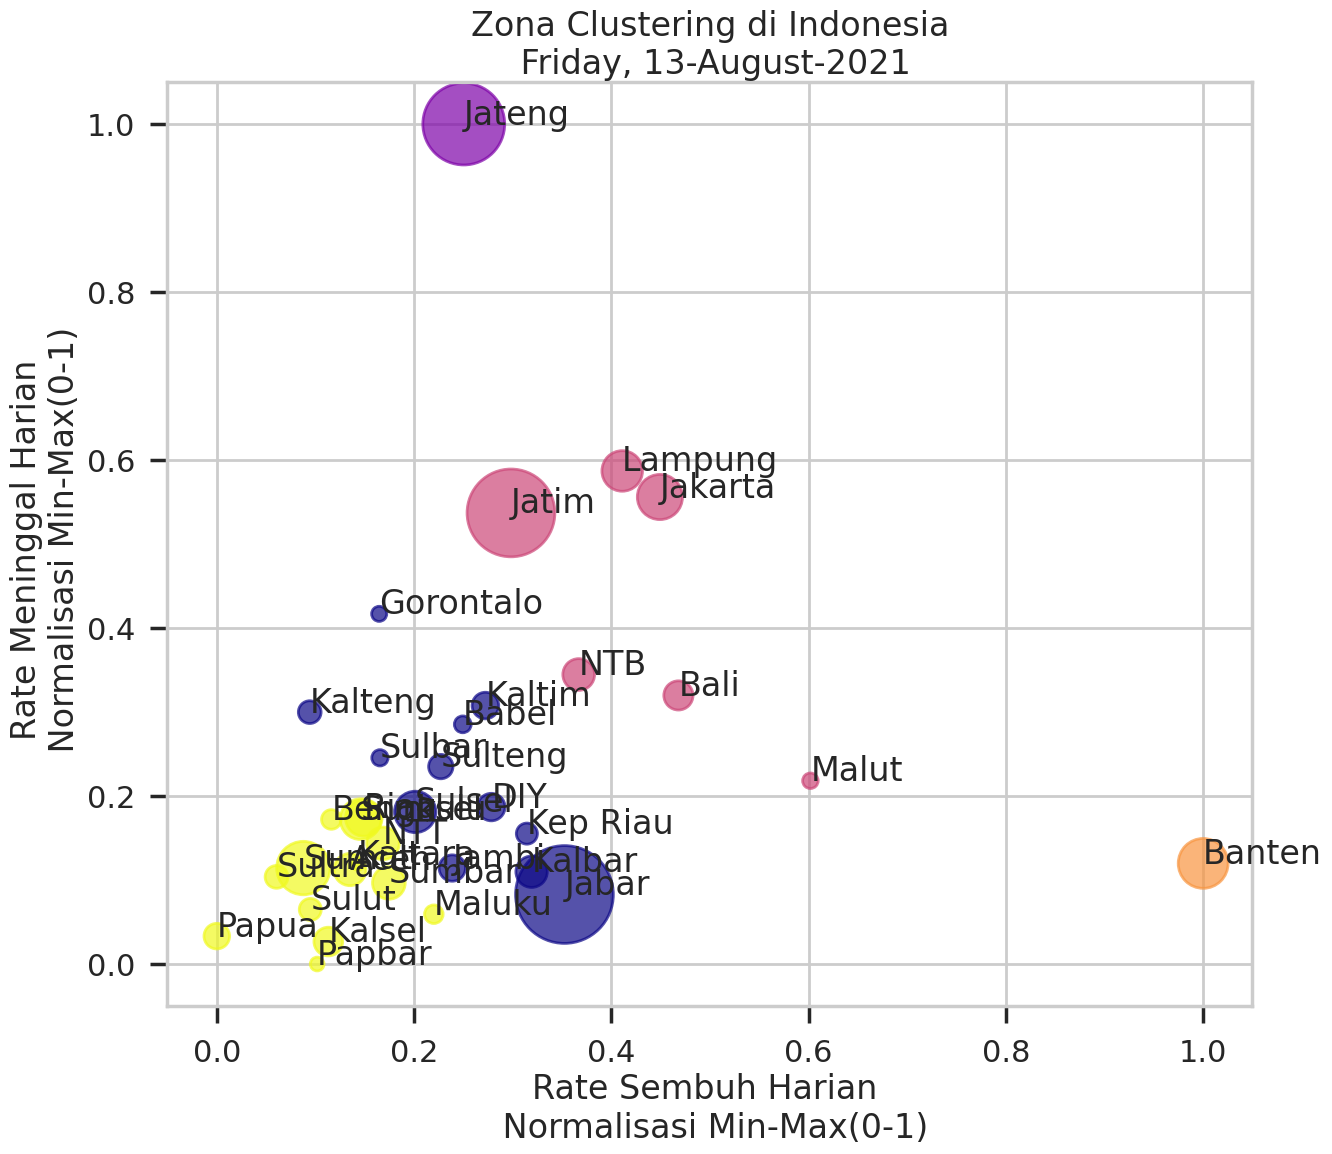 Zona Clustering di Indonesia
Friday, 13-August-2021
Rate Meninggal Harian
Normalisasi Min-Max(0-1)
1.0
0.8
0.6
0.4
0.2
0.0
Jateng
Lampung
Jakarta
Jatim
Gorontalo
NTB
Bali
Kalteng
Kaltim
Babel
Sulbar
Sulteng
Malut
DIY
Sulsel
Kep Riau
NTT
Kaltara
Jambi
Kalbar
Banten
Sultra
Sumbar
Jabar
Sulut
Maluku
Papua
Kalsel
Papbar
0.0 0.2 0.4 0.6 0.8 1.0
Rate Sembuh Harian
Normalisasi Min-Max(0-1)